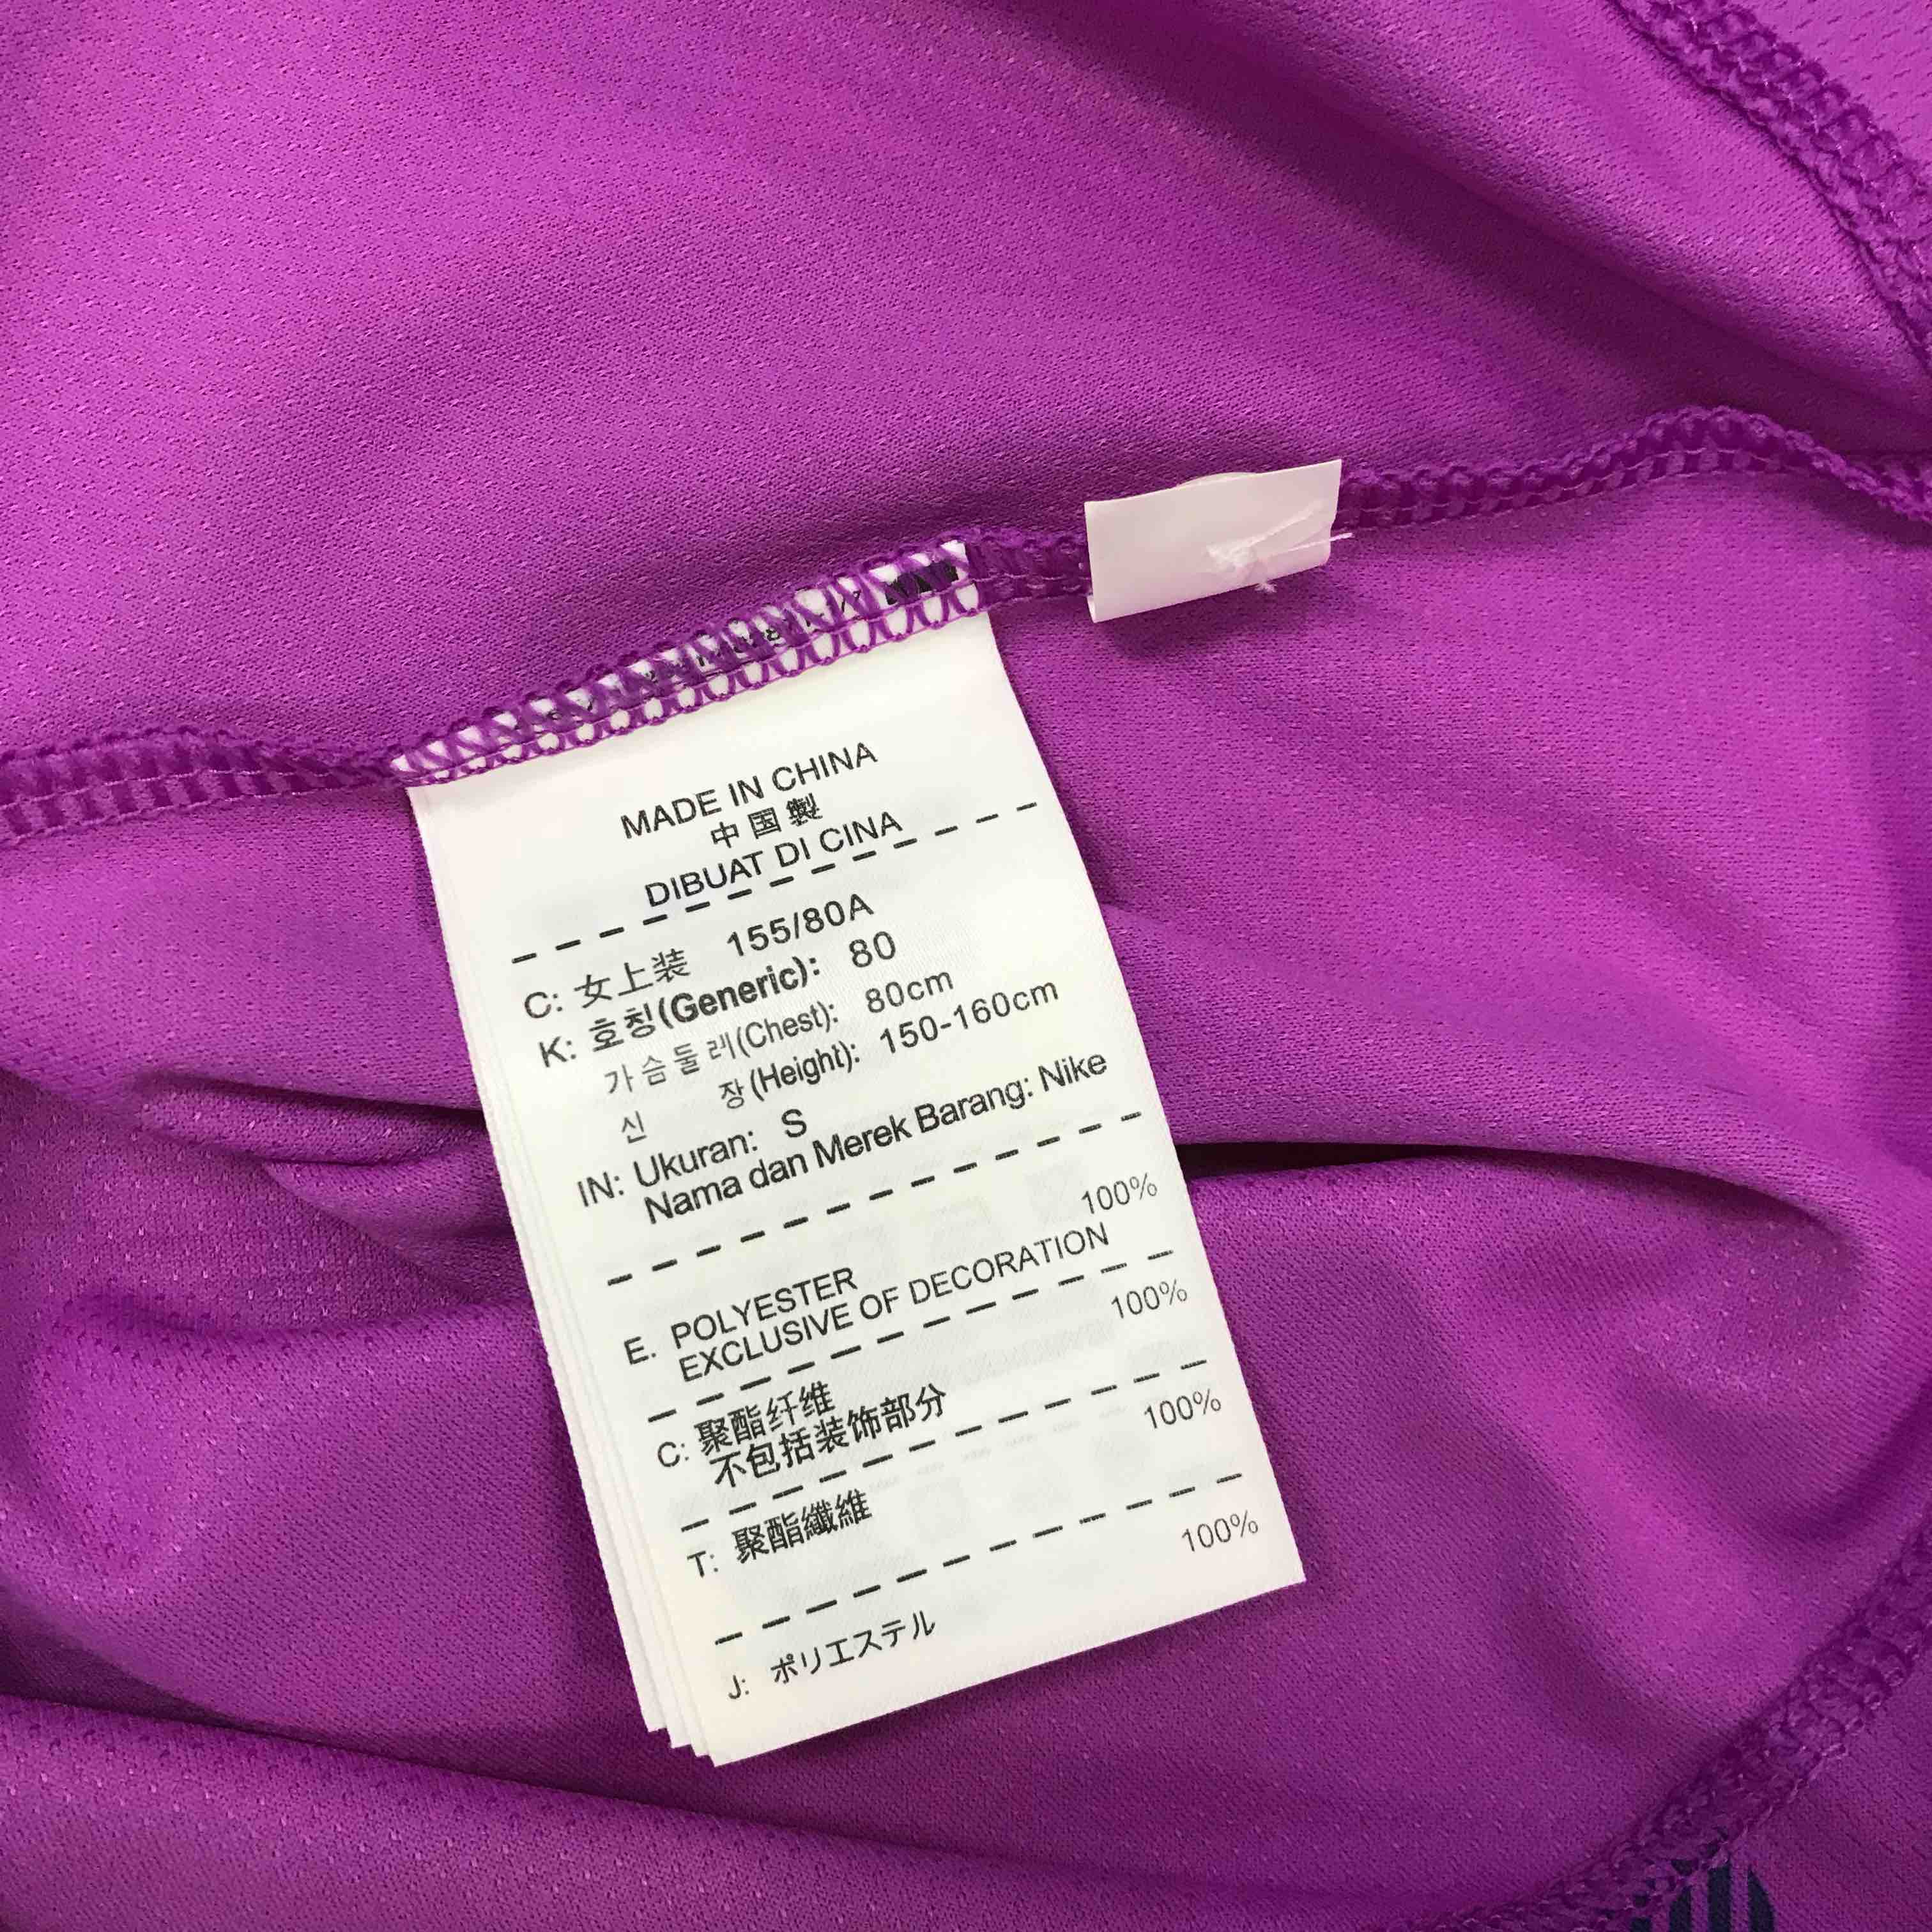 MADE IN CHINA
中国製
DIBUAT DI CINA
C: 女上装 155/80A
K: 호칭(Generic): 80
가슴둘레(Chest): 80cm
신 장(Height): 150-160cm
IN: Ukuran: S
Nama dan Merek Barang: Nike
100%
E. POLYESTER
EXCLUSIVE OF DECORATION
100%
C: 聚酯纤维
不包括装饰部分
100%
T: 聚酯纖維
100%
J: ポリエステル